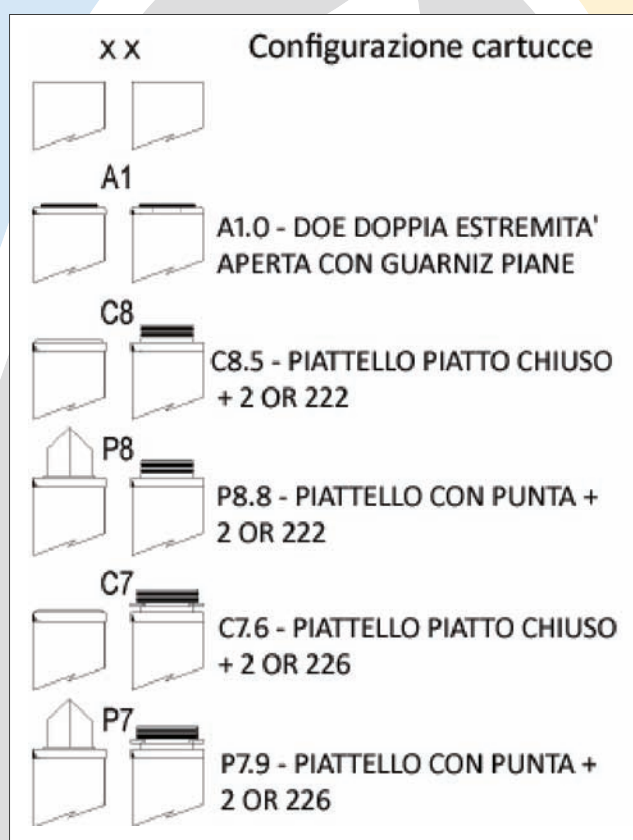 x x Configurazione cartucce
A1
A1.0 - DOE DOPPIA ESTREMITA'
APERTA CON GUARNIZ PIANE
C8
C8.5 - PIATTELLO PIATTO CHIUSO
+ 2 OR 222
P8
P8.8 - PIATTELLO CON PUNTA +
2 OR 222
C7
C7.6 - PIATTELLO PIATTO CHIUSO
+ 2 OR 226
P7
P7.9 - PIATTELLO CON PUNTA +
2 OR 226